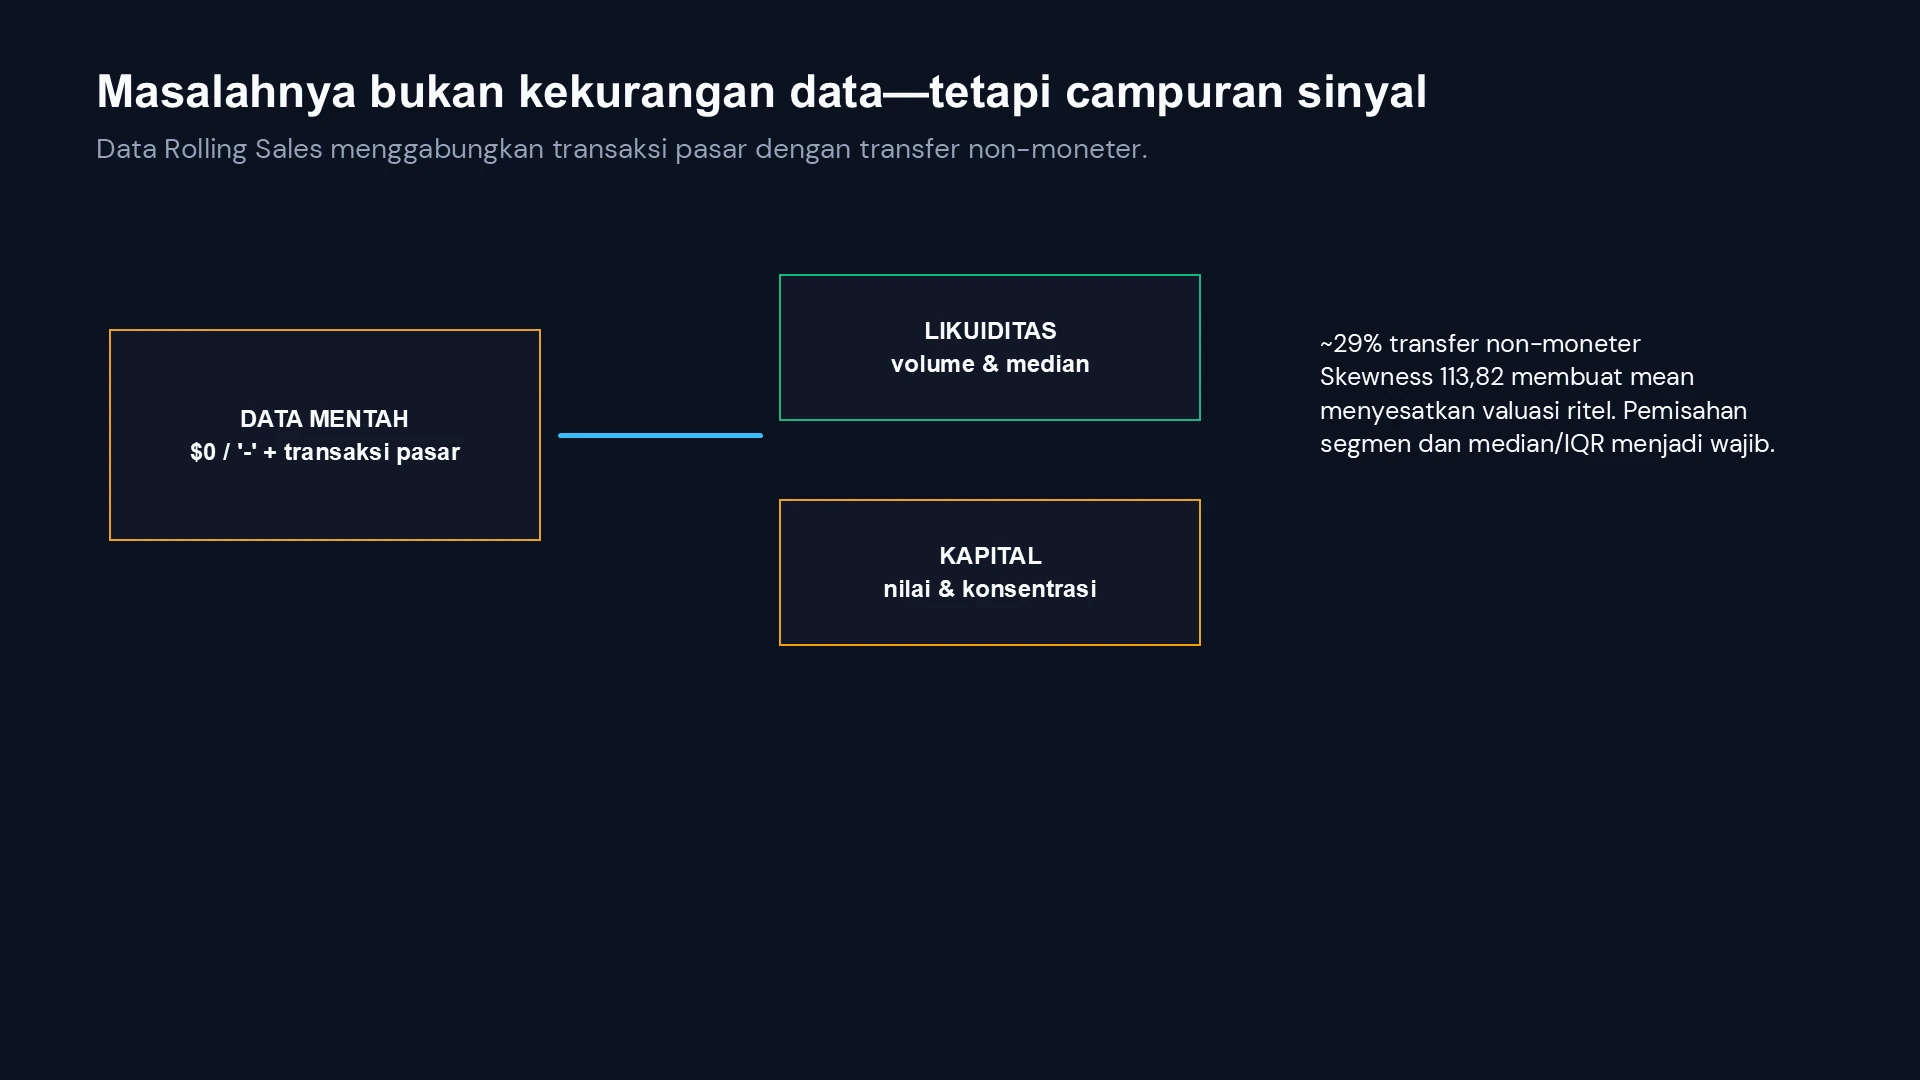 Masalahnya bukan kekurangan data—tetapi campuran sinyal
Data Rolling Sales menggabungkan transaksi pasar dengan transfer non-moneter.
DATA MENTAH
$0 / '-' + transaksi pasar
LIKUIDITAS
volume & median
KAPITAL
nilai & konsentrasi
~29% transfer non-moneter
Skewness 113,82 membuat mean
menyesatkan valuasi ritel. Pemisahan
segmen dan median/IQR menjadi wajib.